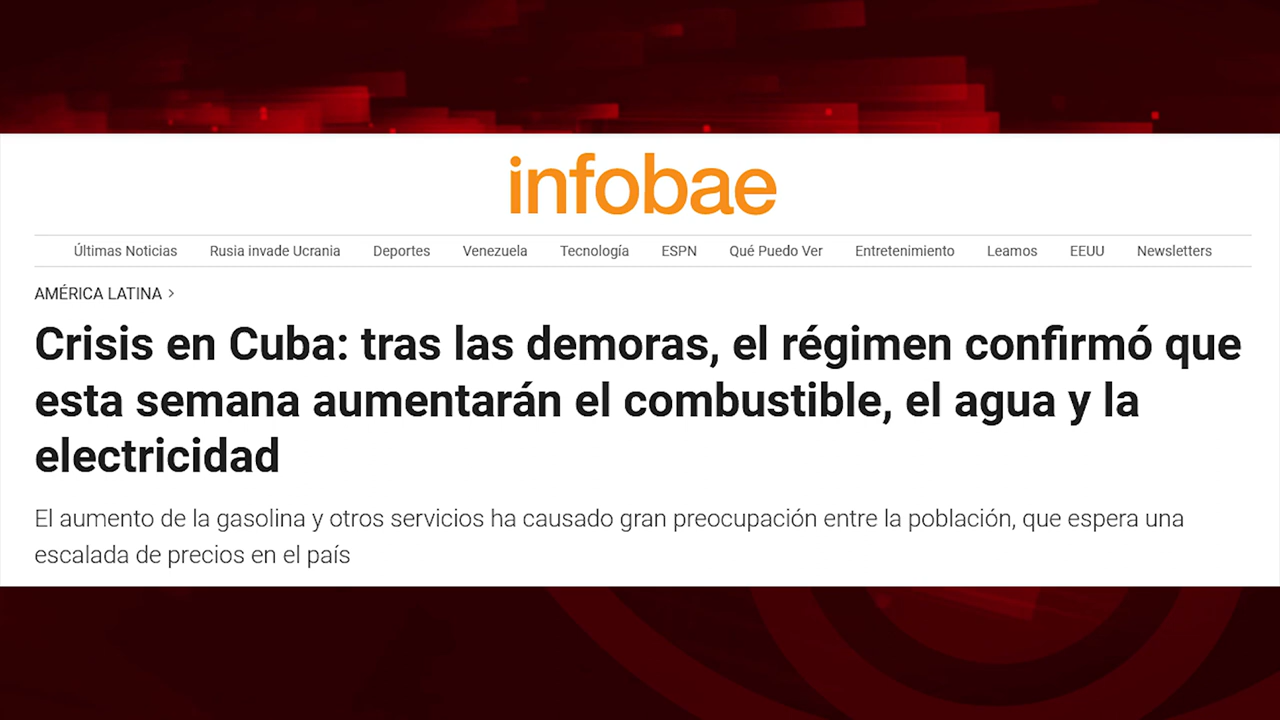 infobae
Últimas Noticias Rusia invade Ucrania Deportes Venezuela Tecnología ESPN Qué Puedo Ver Entretenimiento Leamos EEUU Newsletters
AMÉRICA LATINA >
Crisis en Cuba: tras las demoras, el régimen confirmó que
esta semana aumentarán el combustible, el agua y la
electricidad
El aumento de la gasolina y otros servicios ha causado gran preocupación entre la población, que espera una
escalada de precios en el país